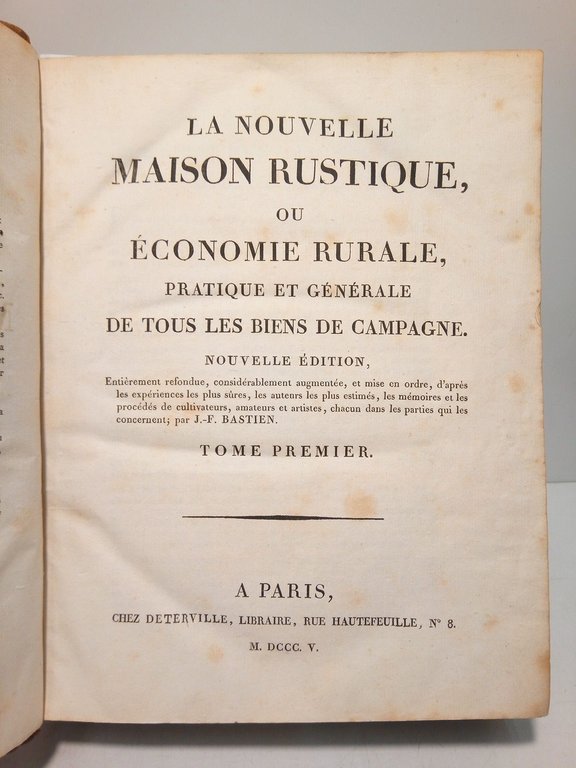 LA NOUVELLE
MAISON RUSTIQUE,
OU
ÉCONOMIE RURALE,
PRATIQUE ET GÉNÉRALE
DE TOUS LES BIENS DE CAMPAGNE.
NOUVELLE ÉDITION,
Entièrement refondue, considérablement augmentée, et mise en ordre, d'après
les expériences les plus sûres, les auteurs les plus estimés, les mémoires et les
procédés de cultivateurs, amateurs et artistes, chacun dans les parties qui les
concernent; par J.-F. BASTIEN.
TOME PREMIER.
A PARIS,
CHEZ DETERVILLE, LIBRAIRE, RUE HAUTEFEUILLE, N° 8.
M. DCCC. V.